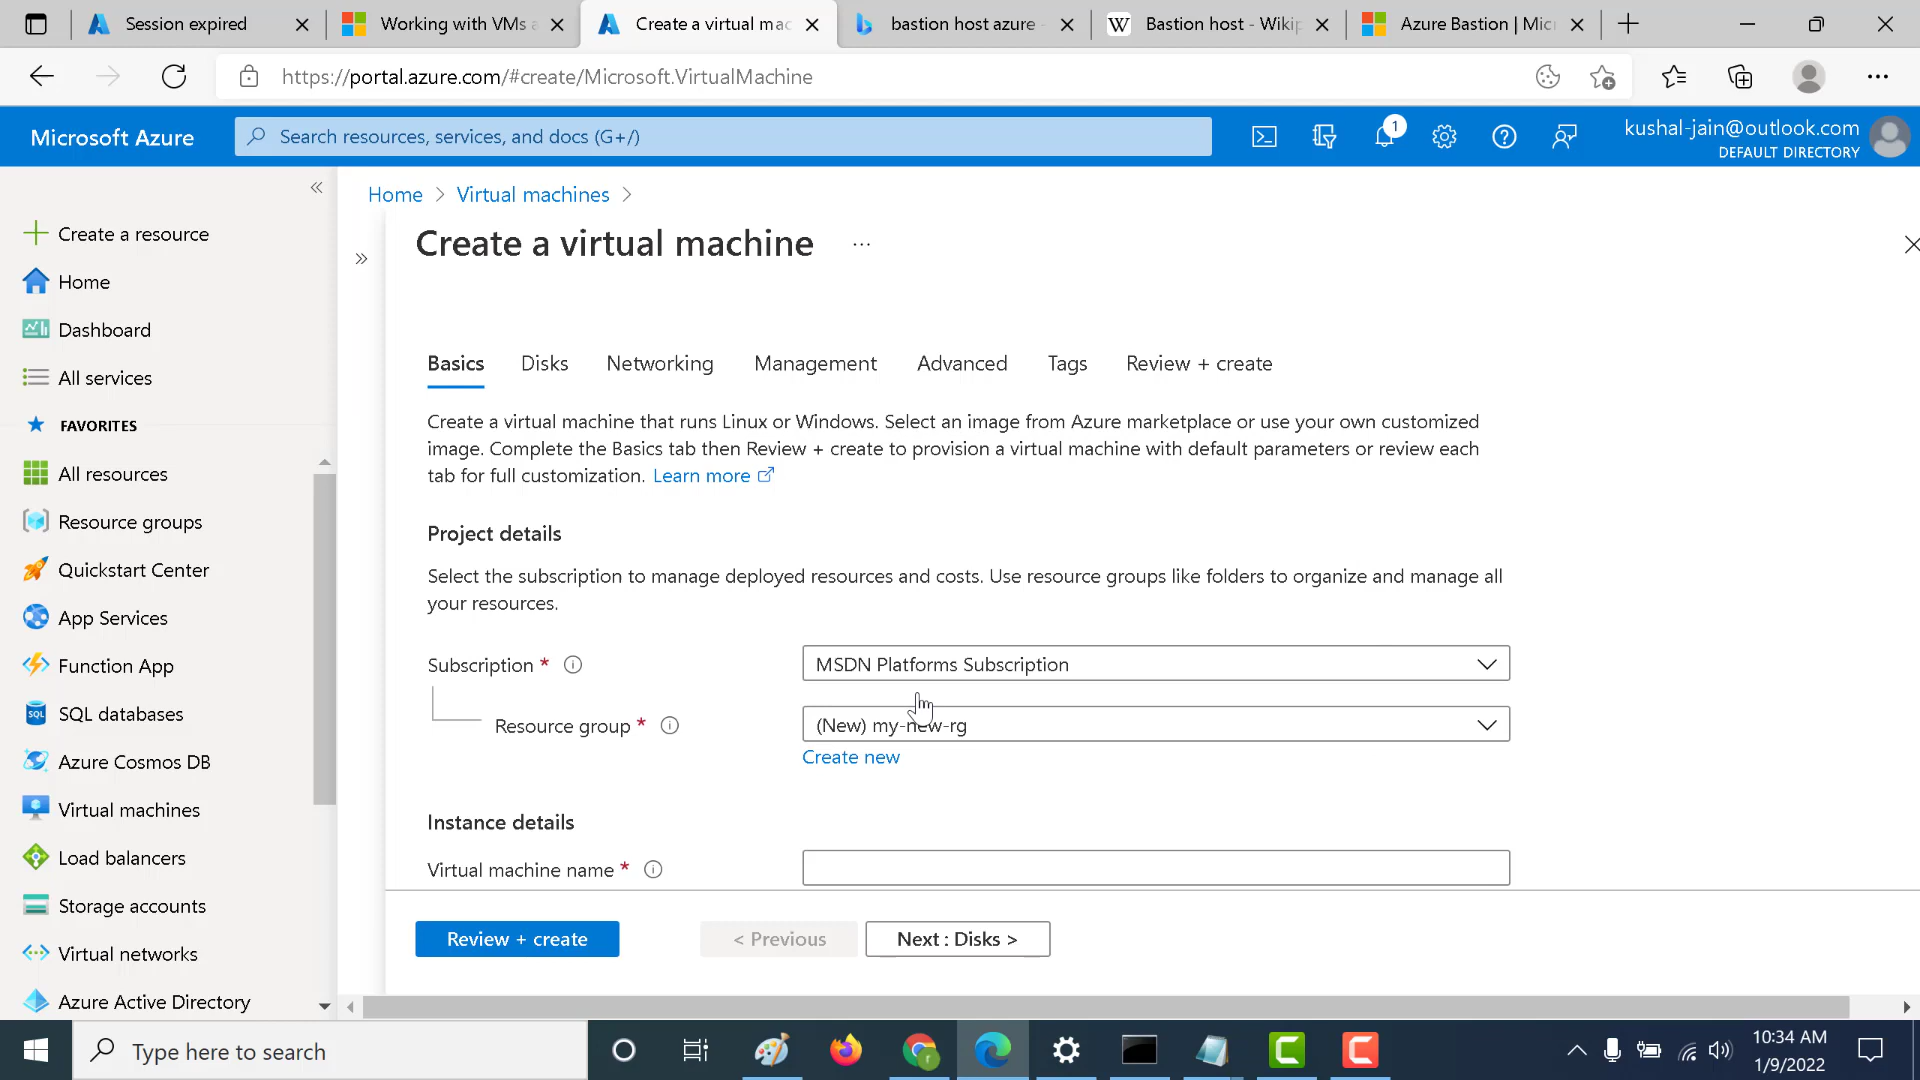 Session expired
Working with VMs a
Create a virtual mac
bastion host azure -
Bastion host - Wikip
Azure Bastion | Micr
https://portal.azure.com/#create/Microsoft.VirtualMachine
Microsoft Azure
Search resources, services, and docs (G+/)
1
kushal-jain@outlook.com
DEFAULT DIRECTORY
Home > Virtual machines >
Create a virtual machine ...
Create a resource
Home
Dashboard
All services
FAVORITES
All resources
Resource groups
Quickstart Center
App Services
Function App
SQL databases
Azure Cosmos DB
Virtual machines
Load balancers
Storage accounts
Virtual networks
Azure Active Directory
Basics Disks Networking Management Advanced Tags Review + create
Create a virtual machine that runs Linux or Windows. Select an image from Azure marketplace or use your own customized
image. Complete the Basics tab then Review + create to provision a virtual machine with default parameters or review each
tab for full customization. Learn more
Project details
Select the subscription to manage deployed resources and costs. Use resource groups like folders to organize and manage all
your resources.
Subscription *
MSDN Platforms Subscription
Resource group *
(New) my-new-rg
Create new
Instance details
Virtual machine name *
Review + create
< Previous
Next : Disks >
Type here to search
10:34 AM
1/9/2022